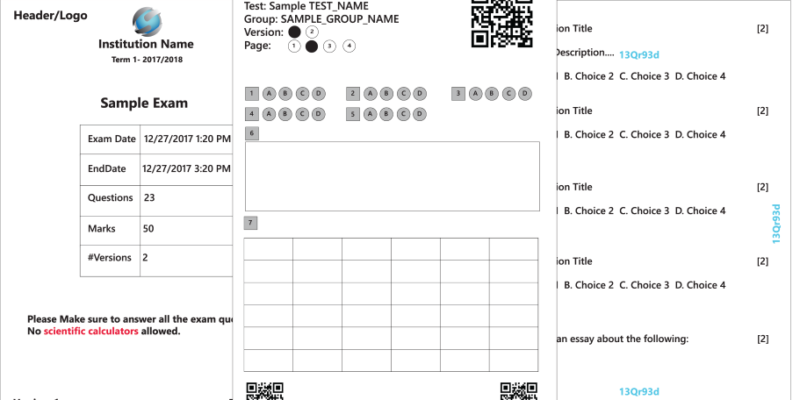 Header/Logo
Institution Name
Term 1- 2017/2018
Sample Exam
Exam Date 12/27/2017 1:20 PM
EndDate 12/27/2017 3:20 PM
Questions 23
Marks 50
#Versions 2
Please Make sure to answer all the exam que
No scientific calculators allowed.
Test: Sample TEST_NAME
Group: SAMPLE_GROUP_NAME
Version: 2
Page: 1 3 4
1 A B C D 2 A B C D 3 A B C D
4 A B C D 5 A B C D
6
7
ion Title [2]
Description.... 13Qr93d
B. Choice 2 C. Choice 3 D. Choice 4
ion Title [2]
B. Choice 2 C. Choice 3 D. Choice 4
ion Title [2]
B. Choice 2 C. Choice 3 D. Choice 4
13Qr93d
ion Title [2]
B. Choice 2 C. Choice 3 D. Choice 4
an essay about the following: [2]
13Qr93d